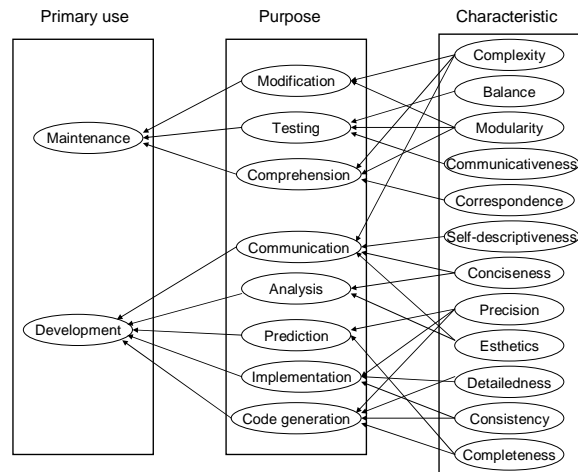 Primary use
Purpose
Characteristic
Maintenance
Development
Modification
Testing
Comprehension
Communication
Analysis
Prediction
Implementation
Code generation
Complexity
Balance
Modularity
Communicativeness
Correspondence
Self-descriptiveness
Conciseness
Precision
Esthetics
Detailedness
Consistency
Completeness